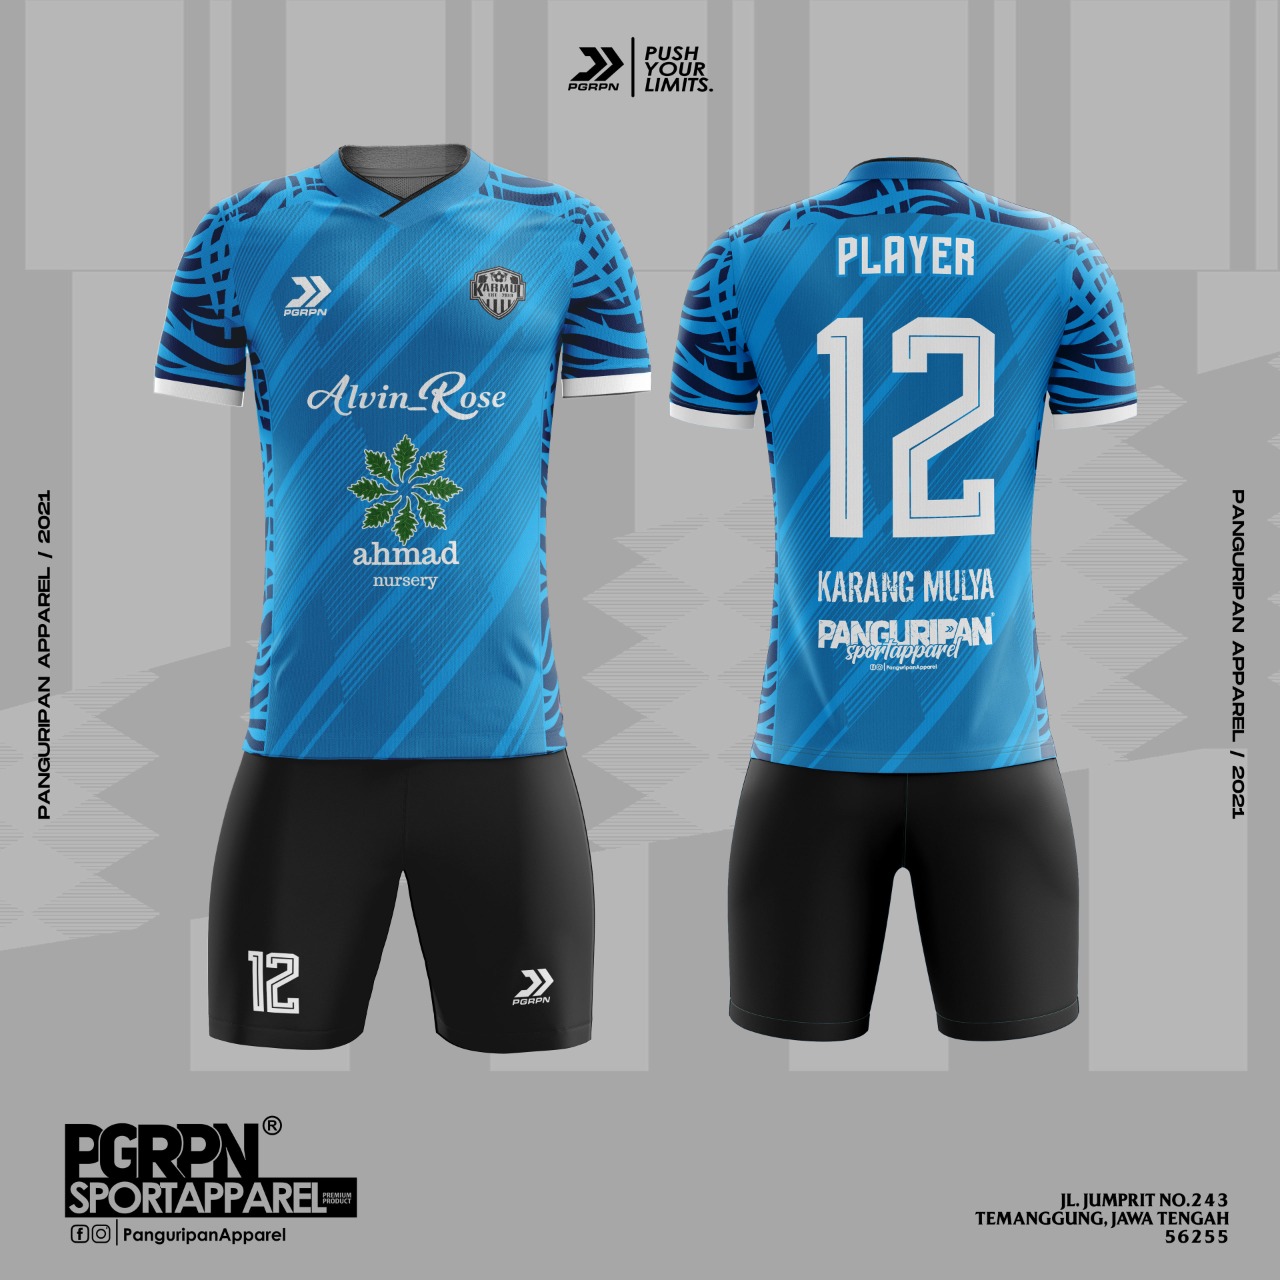 PGRPN
PUSH
YOUR
LIMITS.
PGRPN
KARMUL
Alvin_Rose
ahmad
nursery
12
PGRPN
PLAYER
12
KARANG MULYA
PANGURIPAN
sportapparel
PanguripanApparel
PANGURIPAN APPAREL / 2021
PANGURIPAN APPAREL / 2021
PGRPN®
SPORTAPPAREL PREMIUM PRODUCT
PanguripanApparel
JL. JUMPRIT NO.243
TEMANGGUNG, JAWA TENGAH
56255